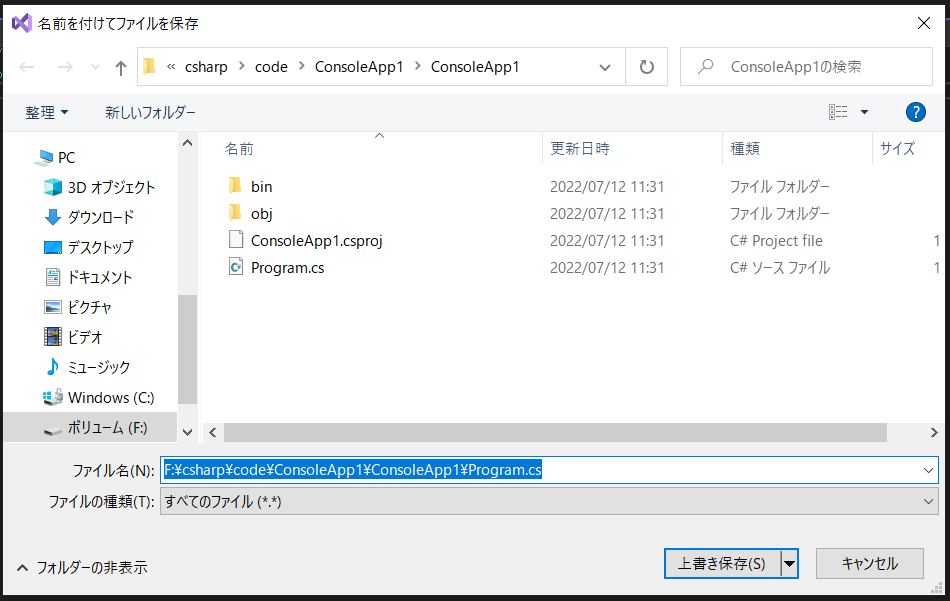 名前を付けてファイルを保存
« csharp > code > ConsoleApp1 > ConsoleApp1
ConsoleApp1の検索
整理 新しいフォルダー
?
名前 更新日時 種類 サイズ
PC
3D オブジェクト
ダウンロード
デスクトップ
ドキュメント
ピクチャ
ビデオ
ミュージック
Windows (C:)
ボリューム (F:)
bin 2022/07/12 11:31 ファイル フォルダー
obj 2022/07/12 11:31 ファイル フォルダー
ConsoleApp1.csproj 2022/07/12 11:31 C# Project file 1
Program.cs 2022/07/12 11:31 C# ソース ファイル 1
ファイル名(N): F:¥csharp¥code¥ConsoleApp1¥ConsoleApp1¥Program.cs
ファイルの種類(T): すべてのファイル (*.*)
フォルダーの非表示
上書き保存(S) キャンセル